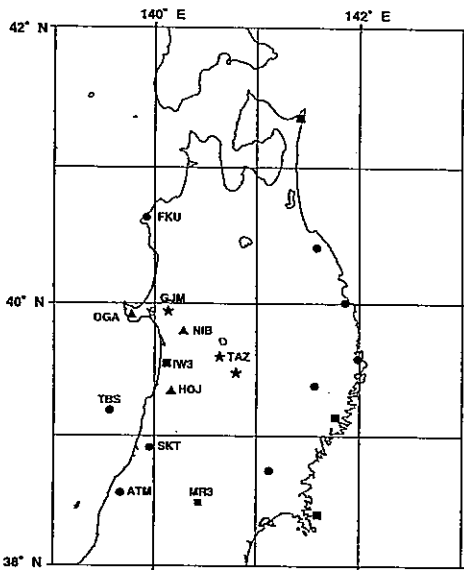 140° E 142° E
42° N
FKU
40° N
GJM
OGA
NIB
TAZ
IW3
HOJ
TBS
SKT
ATM MR3
38° N